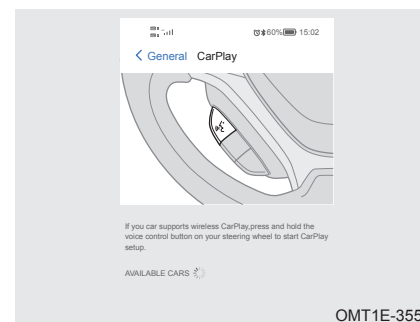 60% 15:02
General CarPlay
If you car supports wireless CarPlay,press and hold the
voice control button on your steering wheel to start CarPlay
setup.
AVAILABLE CARS
OMT1E-355